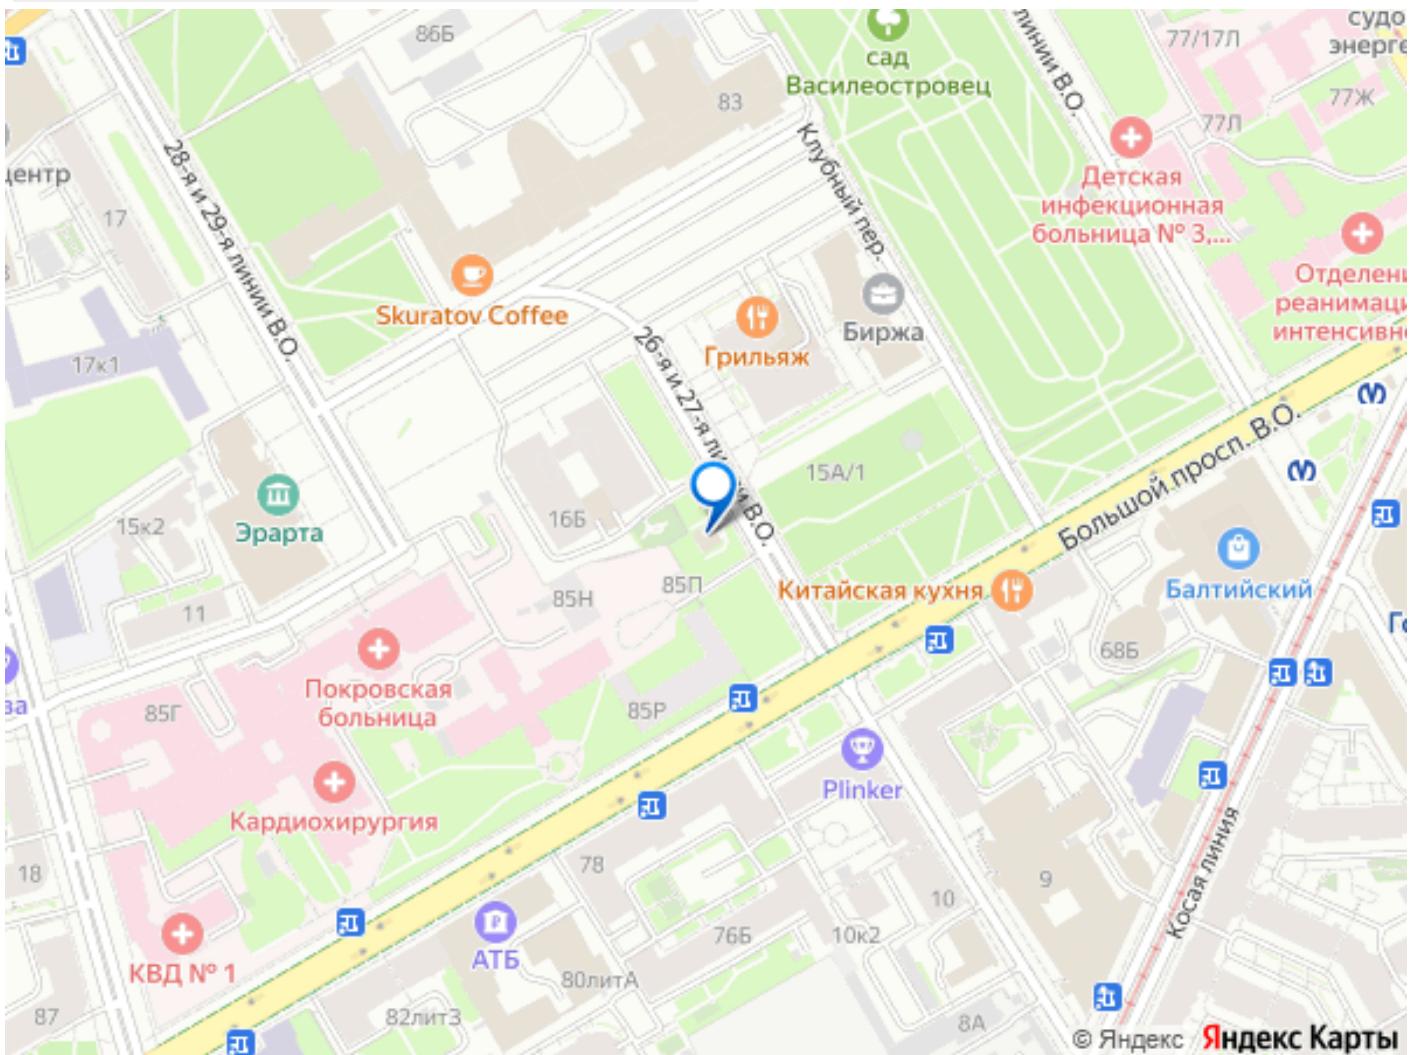 86Б
сад
Василеостровец
83
77/17Л
судо
энерге
77Ж
77Л
линии В.О.
центр
17
28-я и 29-я линии В.О.
Клубный пер.
Детская
инфекционная
больница № 3,...
Отделени
реанимаци
интенсивно
Skuratov Coffee
Грильяж
Биржа
17к1
26-я и 27-я линии В.О.
15А/1
Большой просп. В.О.
15к2
Эрарта
16Б
85П
85Н
Китайская кухня
Балтийский
11
68Б
Го
Покровская
больница
85Г
85Р
ва
Plinker
Кардиохирургия
78
18
9
10
Косая линия
КВД № 1
АТБ
76Б
10к2
80литА
87
82лит3
8А
© Яндекс Яндекс Карты